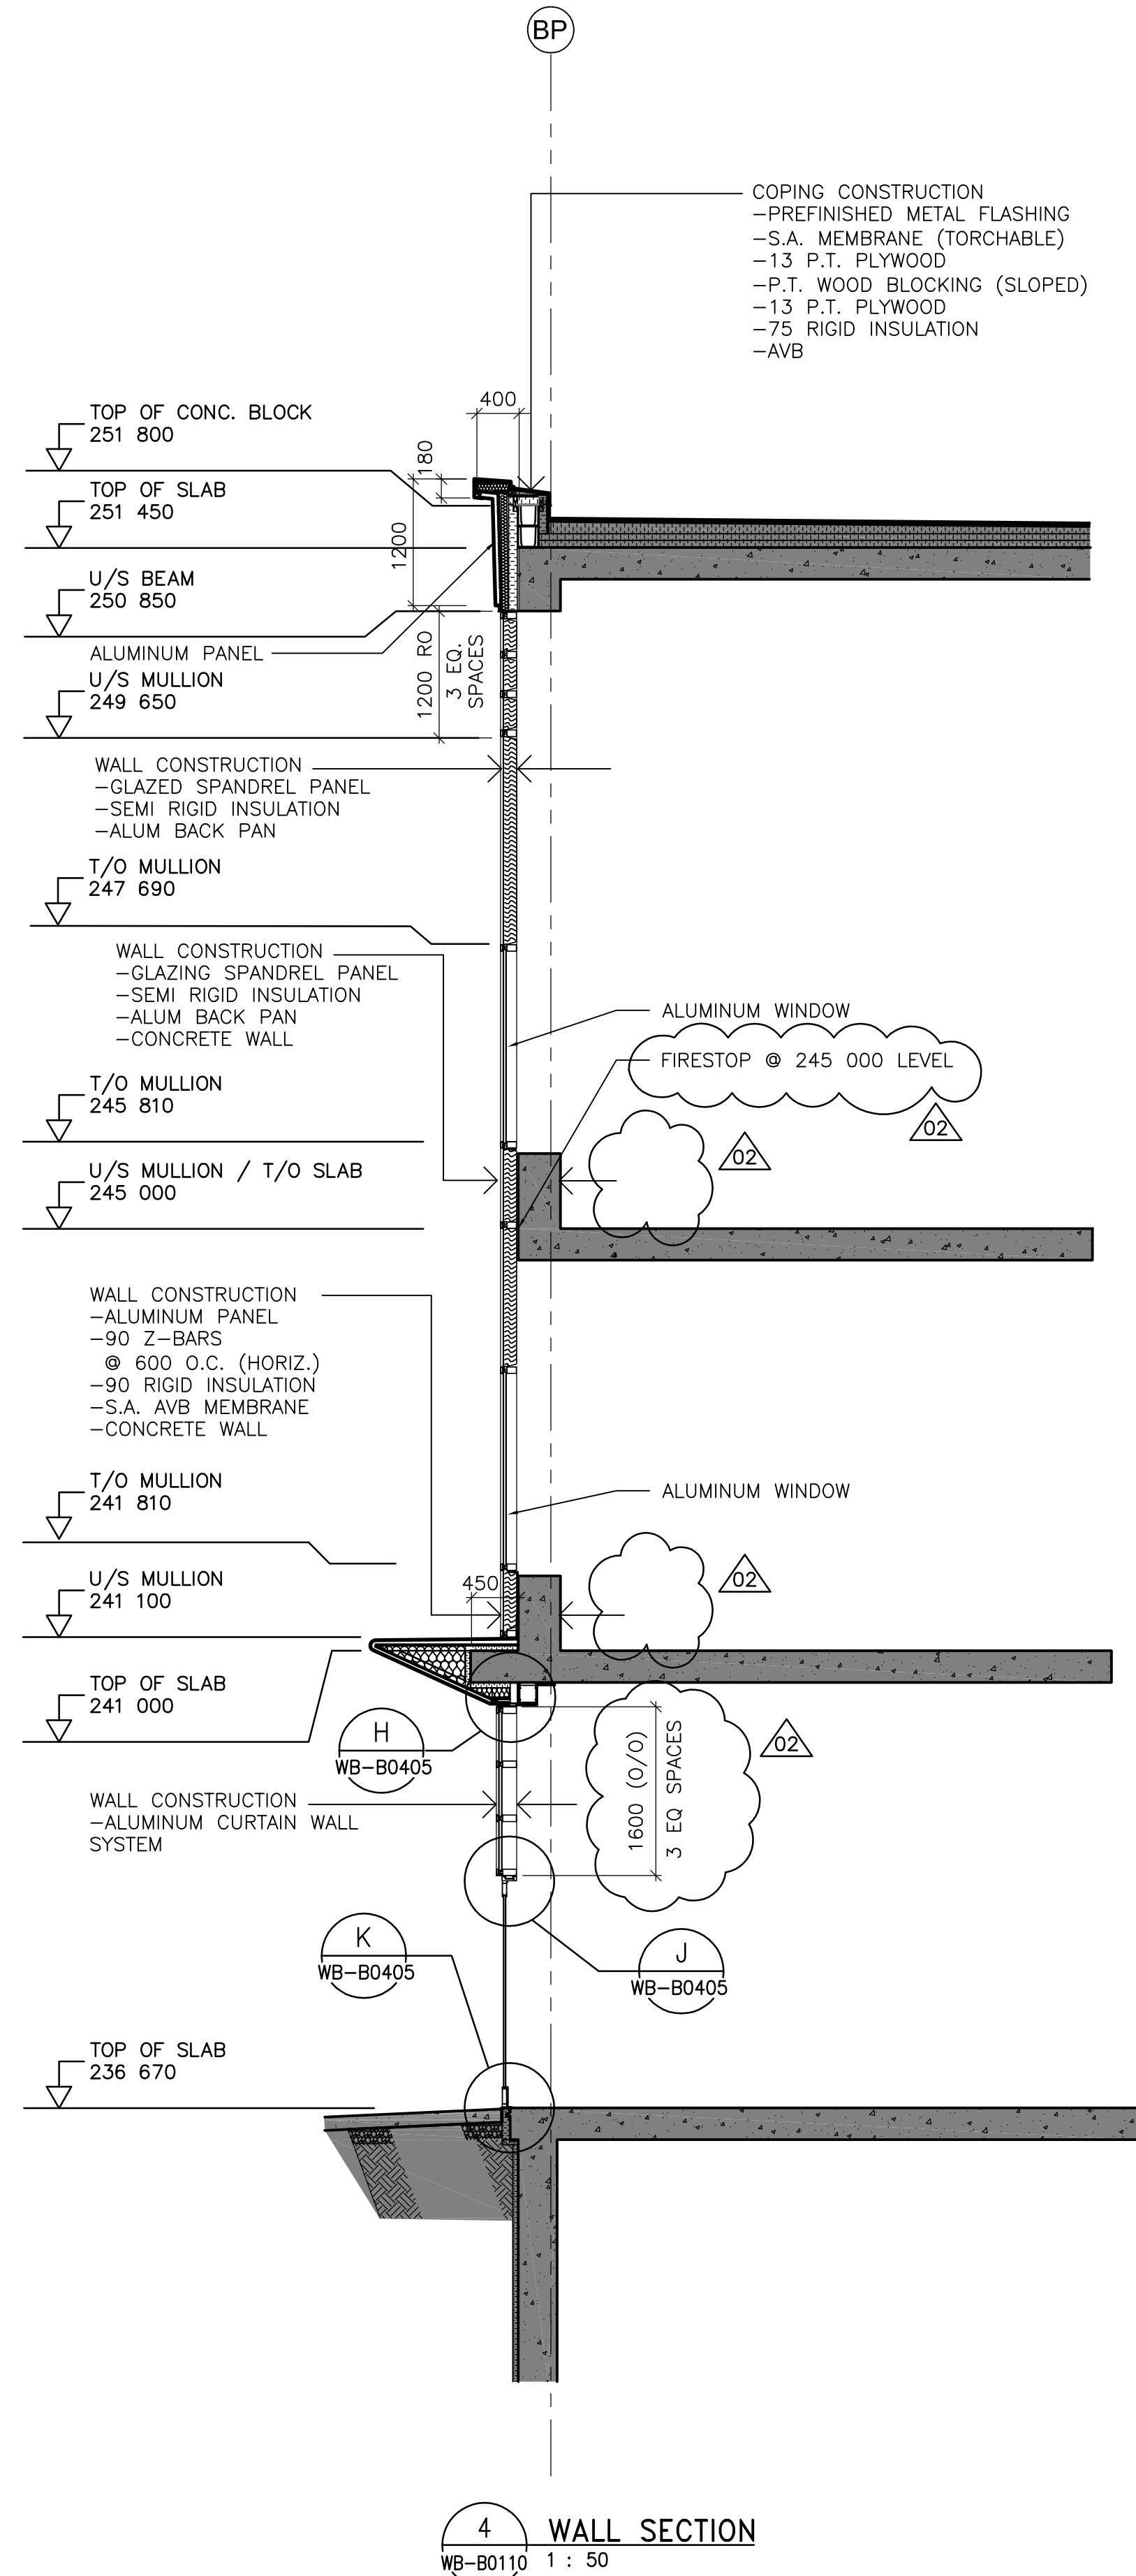 BP
COPING CONSTRUCTION
-PREFINISHED METAL FLASHING
-S.A. MEMBRANE (TORCHABLE)
-13 P.T. PLYWOOD
-P.T. WOOD BLOCKING (SLOPED)
-13 P.T. PLYWOOD
-75 RIGID INSULATION
-AVB
400
180
1200
TOP OF CONC. BLOCK
251 800
TOP OF SLAB
251 450
U/S BEAM
250 850
ALUMINUM PANEL
1200 RO
3 EQ.
SPACES
U/S MULLION
249 650
WALL CONSTRUCTION
-GLAZED SPANDREL PANEL
-SEMI RIGID INSULATION
-ALUM BACK PAN
T/O MULLION
247 690
WALL CONSTRUCTION
-GLAZING SPANDREL PANEL
-SEMI RIGID INSULATION
-ALUM BACK PAN
-CONCRETE WALL
ALUMINUM WINDOW
FIRESTOP @ 245 000 LEVEL
02
02
T/O MULLION
245 810
U/S MULLION / T/O SLAB
245 000
WALL CONSTRUCTION
-ALUMINUM PANEL
-90 Z-BARS
@ 600 O.C. (HORIZ.)
-90 RIGID INSULATION
-S.A. AVB MEMBRANE
-CONCRETE WALL
T/O MULLION
241 810
ALUMINUM WINDOW
02
450
U/S MULLION
241 100
TOP OF SLAB
241 000
H
WB-B0405
1600 (O/O)
3 EQ SPACES
02
WALL CONSTRUCTION
-ALUMINUM CURTAIN WALL
SYSTEM
K
WB-B0405
J
WB-B0405
TOP OF SLAB
236 670
4
WB-B0110
WALL SECTION
1 : 50